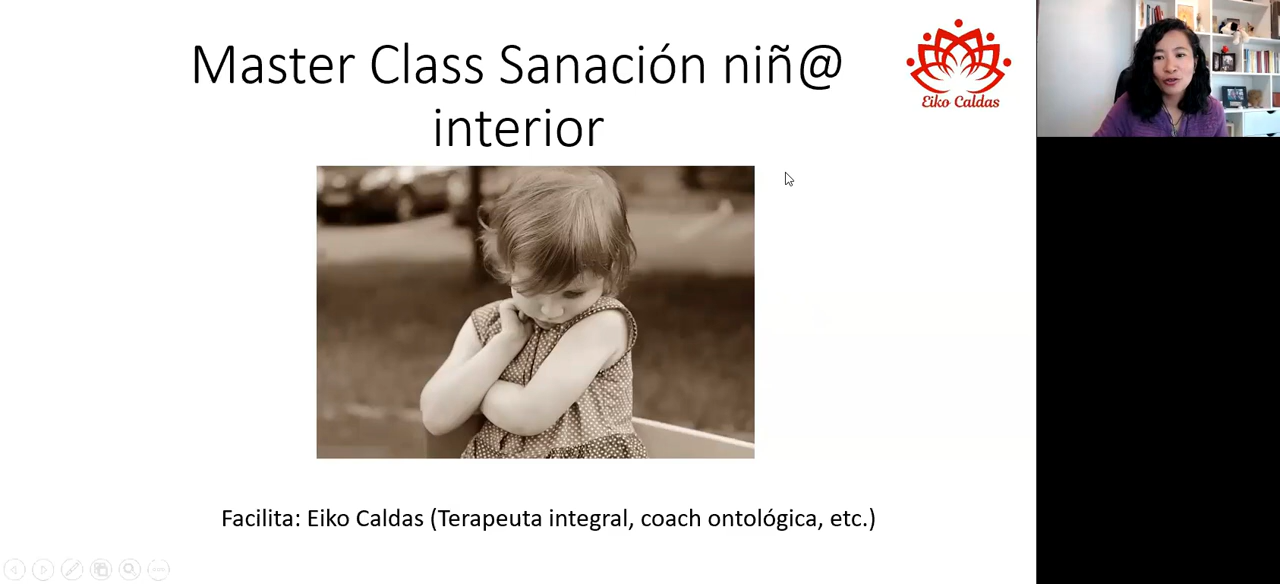 Master Class Sanación niñ@
interior
Eiko Caldas
Facilita: Eiko Caldas (Terapeuta integral, coach ontológica, etc.)